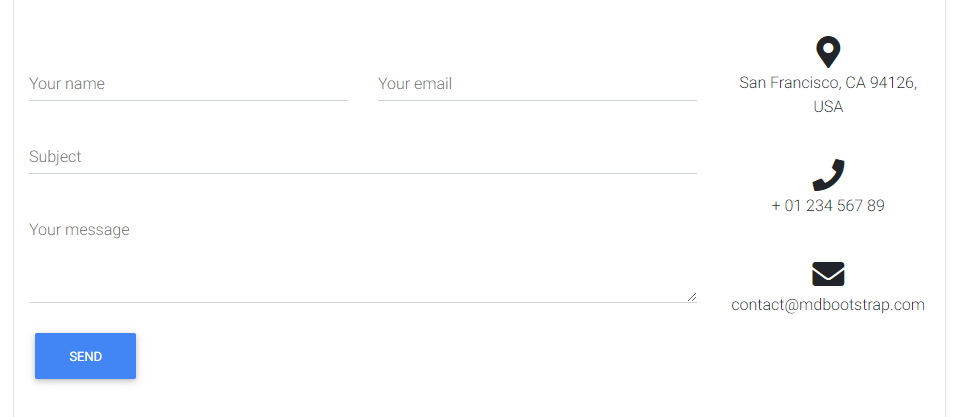 Your name
Your email
Subject
Your message
SEND
San Francisco, CA 94126,
USA
+ 01 234 567 89
contact@mdbootstrap.com